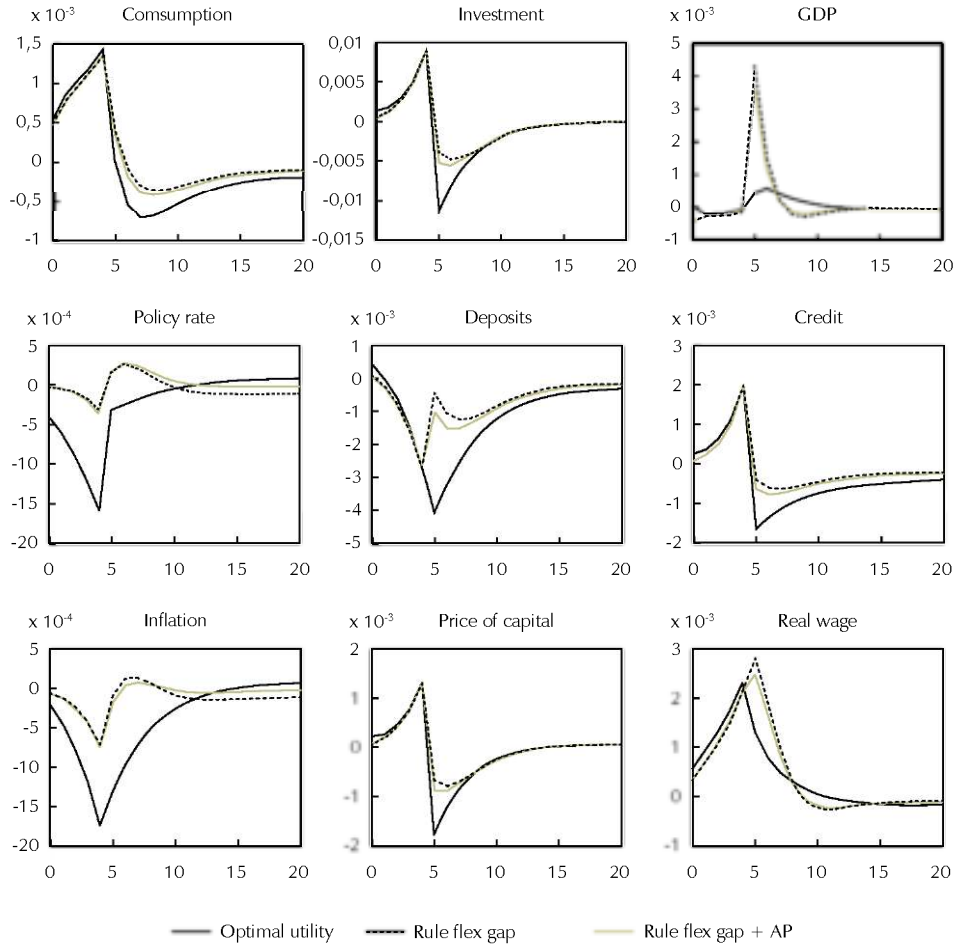 x 10-3 Comsumption
1,5
1
0,5
0
-0,5
-1
0 5 10 15 20
Investment
0,01
0,005
0
-0,005
-0,01
-0,015
0 5 10 15 20
x 10-3 GDP
5
4
3
2
1
0
-1
0 5 10 15 20
x 10-4 Policy rate
5
0
-5
-10
-15
-20
0 5 10 15 20
x 10-3 Deposits
1
0
-1
-2
-3
-4
-5
0 5 10 15 20
x 10-3 Credit
3
2
1
0
-1
-2
0 5 10 15 20
x 10-4 Inflation
5
0
-5
-10
-15
-20
0 5 10 15 20
x 10-3 Price of capital
2
1
0
-1
-2
0 5 10 15 20
x 10-3 Real wage
3
2
1
0
-1
0 5 10 15 20
Optimal utility Rule flex gap Rule flex gap + AP